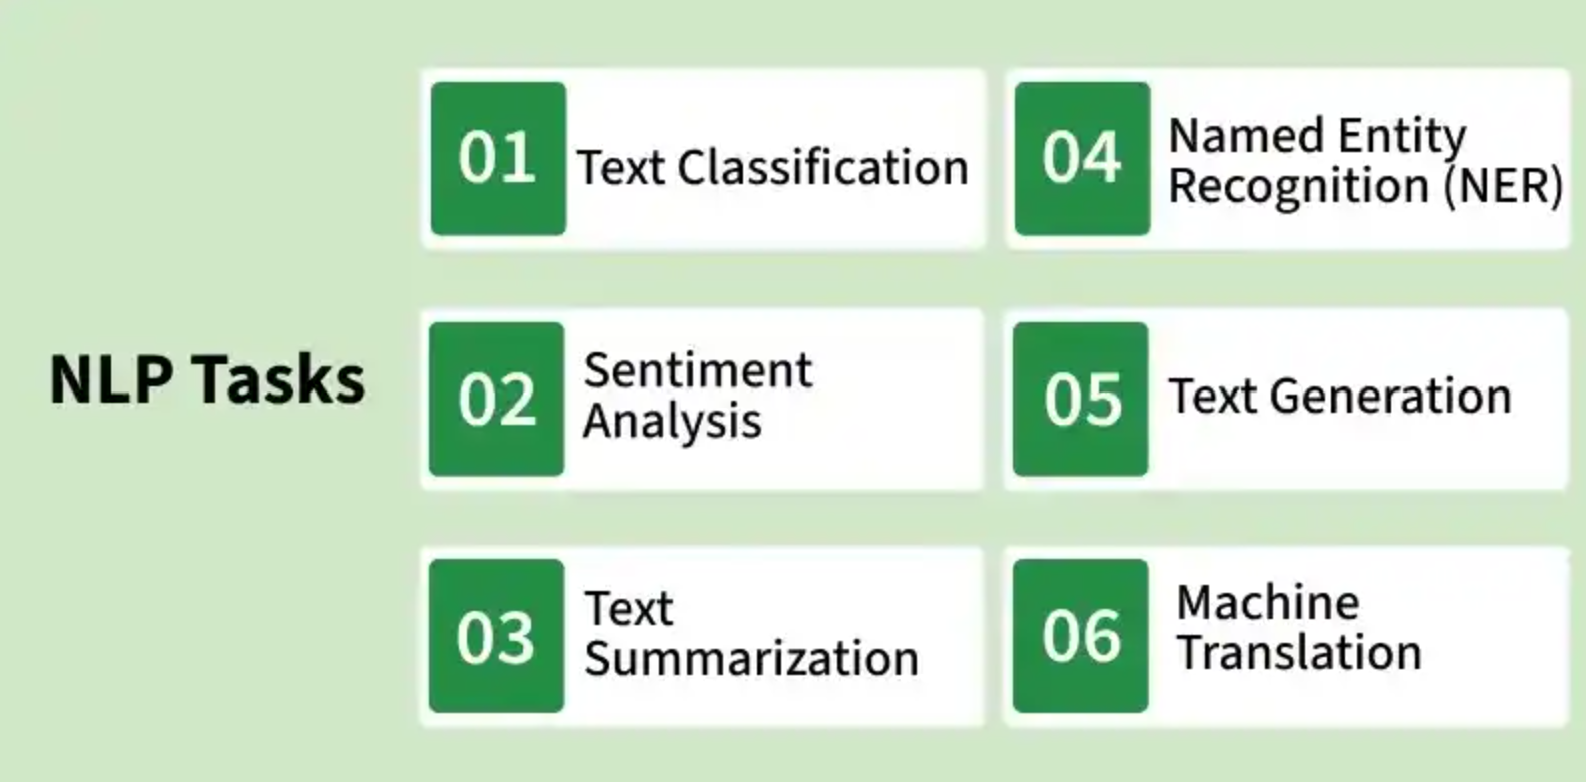 NLP Tasks
01
Text Classification
02
Sentiment
Analysis
03
Text
Summarization
04
Named Entity
Recognition (NER)
05
Text Generation
06
Machine
Translation